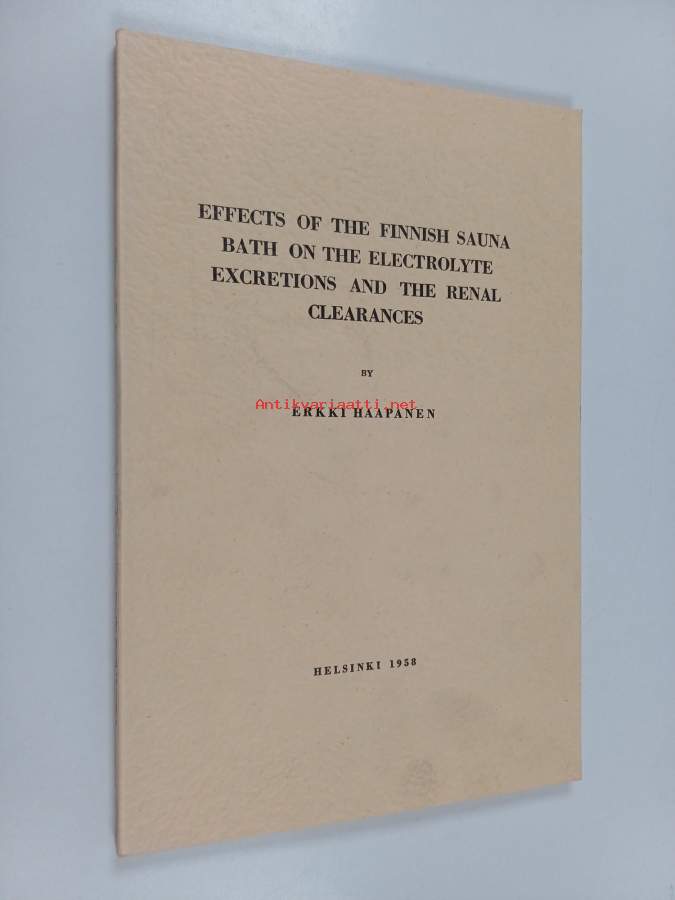 EFFECTS OF THE FINNISH SAUNA
BATH ON THE ELECTROLYTE
EXCRETIONS AND THE RENAL
CLEARANCES
BY
Antikvariaatti.net
ERKKI HAAPANEN
HELSINKI 1958